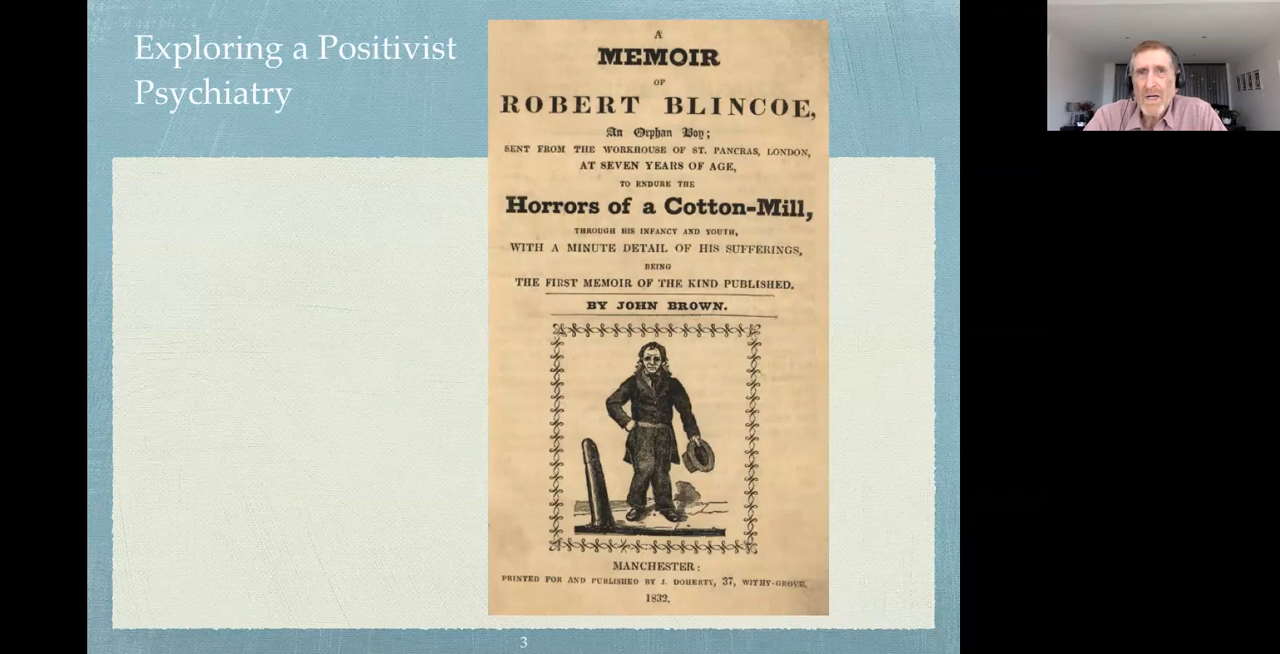 Exploring a Positivist
Psychiatry
A
MEMOIR
OF
ROBERT BLINCOE,
An Orphan Boy;
SENT FROM THE WORKHOUSE OF ST. PANCRAS, LONDON,
AT SEVEN YEARS OF AGE,
TO ENDURE THE
Horrors of a Cotton-Mill,
THROUGH HIS INFANCY AND YOUTH,
WITH A MINUTE DETAIL OF HIS SUFFERINGS,
BEING
THE FIRST MEMOIR OF THE KIND PUBLISHED.
BY JOHN BROWN.
MANCHESTER:
PRINTED FOR AND PUBLISHED BY J. DOHERTY, 37, WITHY-GROVE.
1832.
3